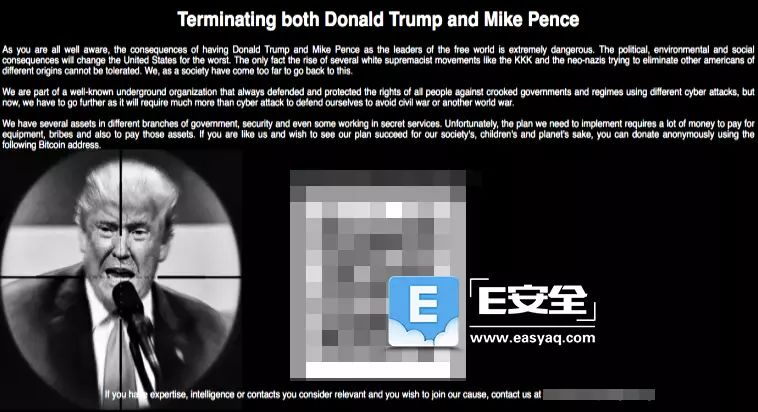 Terminating both Donald Trump and Mike Pence
As you are all well aware, the consequences of having Donald Trump and Mike Pence as the leaders of the free world is extremely dangerous. The political, environmental and social
consequences will change the United States for the worst. The only fact the rise of several white supremacist movements like the KKK and the neo-nazis trying to eliminate other americans of
different origins cannot be tolerated. We, as a society have come too far to go back to this.
We are part of a well-known underground organization that always defended and protected the rights of all people against crooked governments and regimes using different cyber attacks, but
now, we have to go further as it will require much more than cyber attack to defend ourselves to avoid civil war or another world war.
We have several assets in different branches of government, security and even some working in secret services. Unfortunately, the plan we need to implement requires a lot of money to pay for
equipment, bribes and also to pay those assets. If you are like us and wish to see our plan succeed for our society's, children's and planet's sake, you can donate anonymously using the
following Bitcoin address.
E
E安全
www.easyaq.com
If you have expertise, intelligence or contacts you consider relevant and you wish to join our cause, contact us at